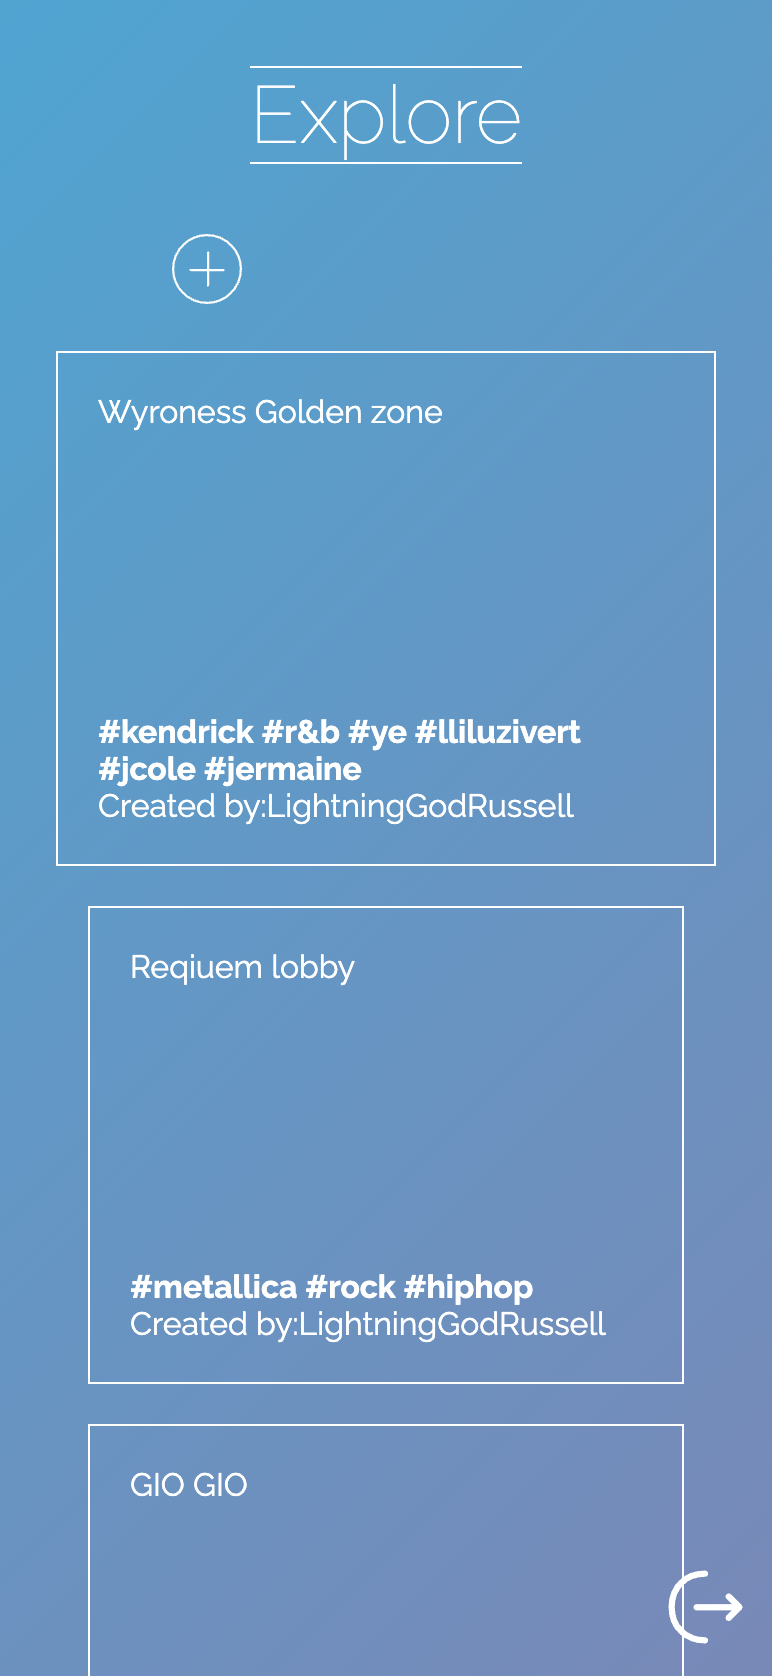 Explore
Wyroness Golden zone
#kendrick #r&b #ye #lliluzivert
#jcole #jermaine
Created by:LightningGodRussell
Reqiuem lobby
#metallica #rock #hiphop
Created by:LightningGodRussell
GIO GIO